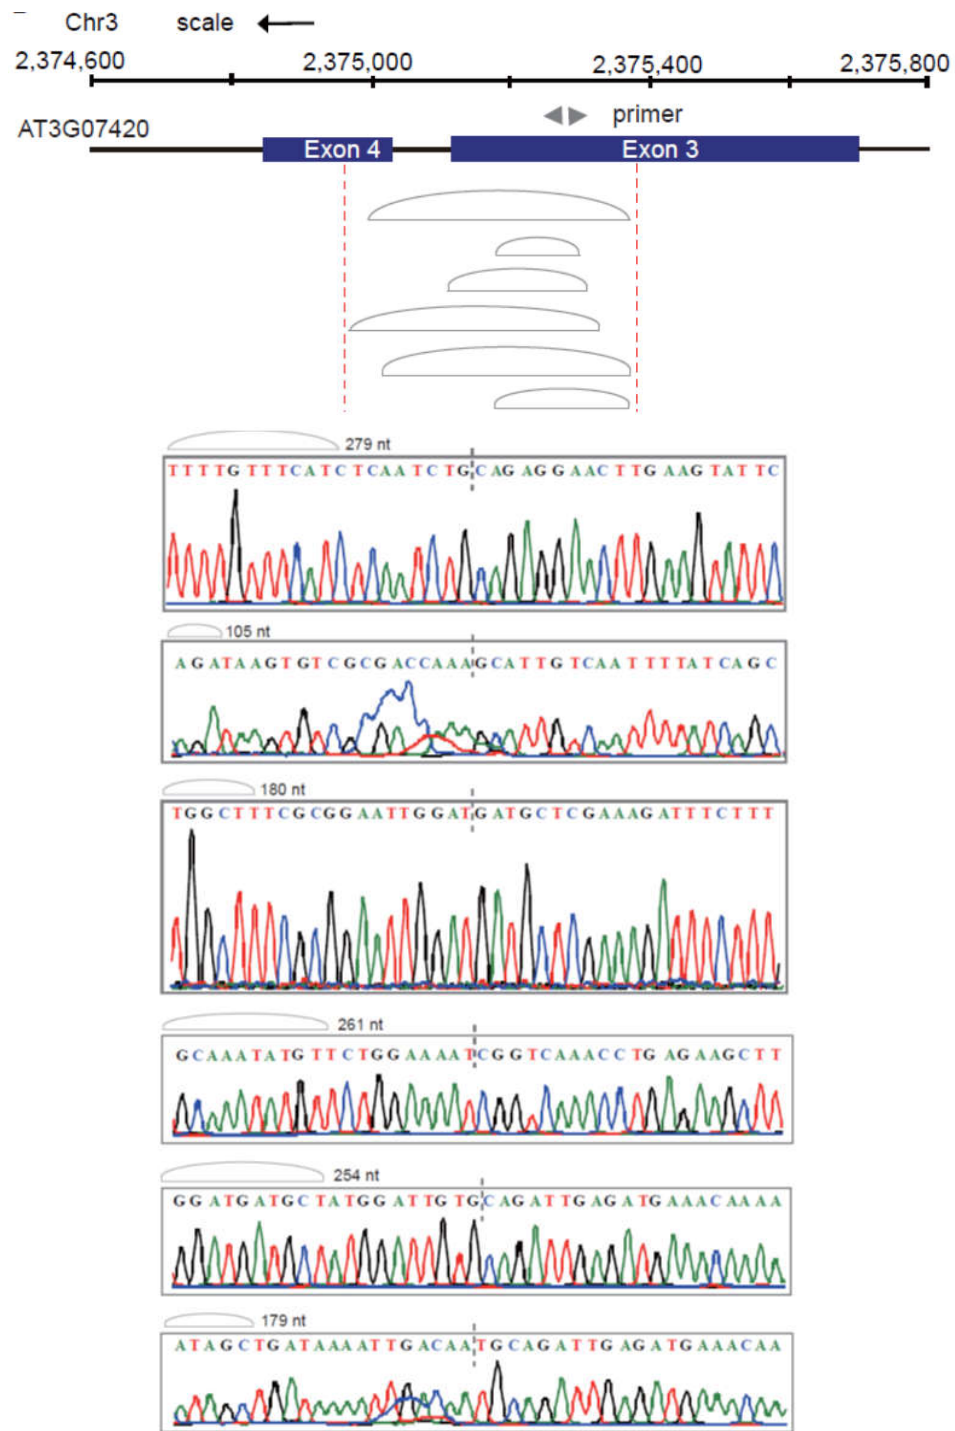 Chr3 scale
2,374,600 2,375,000 2,375,400 2,375,800
primer
AT3G07420
Exon 4 Exon 3
279 nt
TTTTGTTTCATCTCAATCTGCAGAGGAACTTGAAGTATTC
105 nt
AGATAAGTGTCGCGACCAAAGCATTGTCAATTTTATCAGC
180 nt
TGGCTTTCGCGGAATTGGATGATGCTCGAAAGATTTCTTT
261 nt
GCAAATATGTTCTGGAAAATCGGTCAAACCTGAGAAGCTT
254 nt
GGATGATGCTATGGATTGTGCAGATTGAGATGAAACAAAA
179 nt
ATAGCTGATAAAATTGACAATGCAGATTGAGATGAAACAA